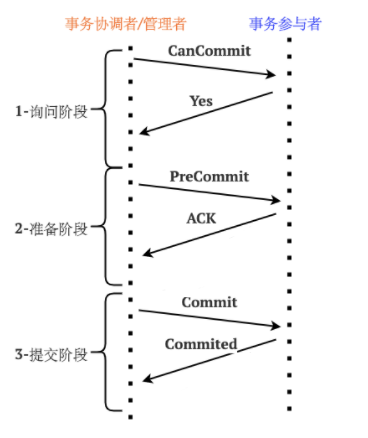 事务协调者/管理者 事务参与者
CanCommit
Yes
1-询问阶段
PreCommit
ACK
2-准备阶段
Commit
Commited
3-提交阶段